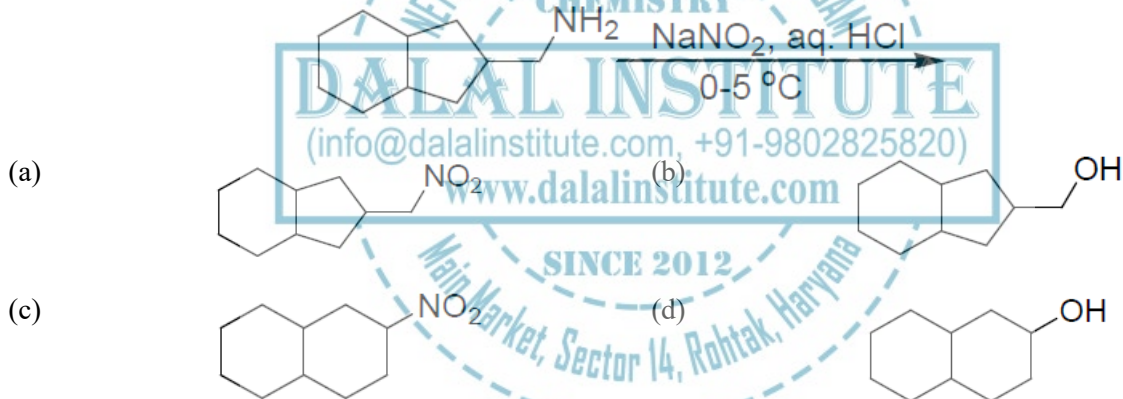 CHEMISTRY
NH2
NaNO2, aq. HCl
0-5 °C
DALAL INSTITUTE
(info@dalalinstitute.com, +91-9802825820)
www.dalalinstitute.com
(a)
NO2
(b)
OH
SINCE 2012
Main Market, Sector 14, Rohtak, Haryana
(c)
NO2
(d)
OH